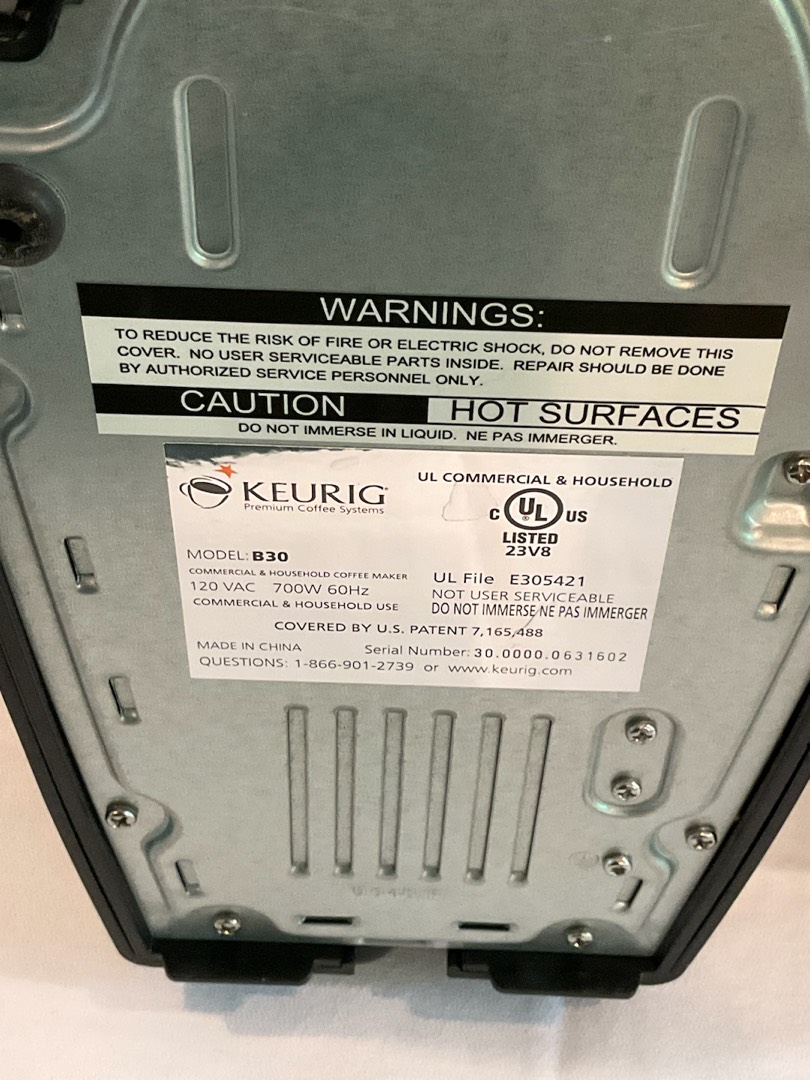 WARNINGS:
TO REDUCE THE RISK OF FIRE OR ELECTRIC SHOCK, DO NOT REMOVE THIS
COVER. NO USER SERVICEABLE PARTS INSIDE. REPAIR SHOULD BE DONE
BY AUTHORIZED SERVICE PERSONNEL ONLY.
CAUTION HOT SURFACES
DO NOT IMMERSE IN LIQUID. NE PAS IMMERGER.
KEURIG®
Premium Coffee Systems
UL COMMERCIAL & HOUSEHOLD
C UL® US
LISTED
23V8
MODEL: B30
COMMERCIAL & HOUSEHOLD COFFEE MAKER
120 VAC 700W 60Hz
COMMERCIAL & HOUSEHOLD USE
UL File E305421
NOT USER SERVICEABLE
DO NOT IMMERSE/NE PAS IMMERGER
COVERED BY U.S. PATENT 7,165,488
MADE IN CHINA Serial Number: 30.0000.0631602
QUESTIONS: 1-866-901-2739 or www.keurig.com